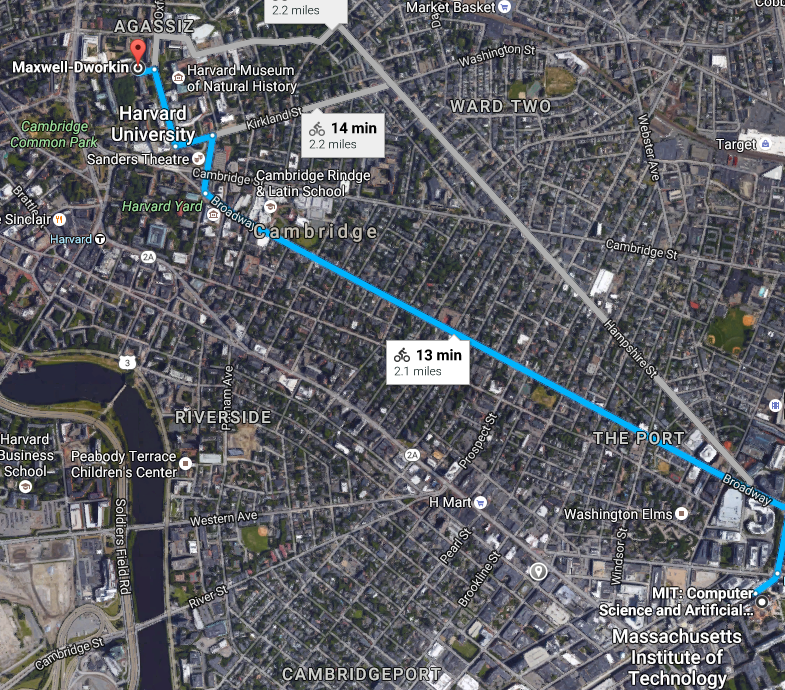 2.2 miles
Market Basket
AGASSIZ
Washington St
Maxwell-Dworkin
Harvard Museum
of Natural History
WARD TWO
Harvard
University
Kirkland St
14 min
2.2 miles
Cambridge
Common Park
Webster Ave
Target
Sanders Theatre
Cambridge
Cambridge Rindge
& Latin School
Harvard Yard
Broadway
Sinclair
Cambridge
Harvard
T
Cambridge St
2A
Hampshire St
13 min
2.1 miles
3
RIVERSIDE
THE PORT
Harvard
Business
School
Peabody Terrace
Children's Center
2A
Prospect St
Broadway
H Mart
Soldiers Field Rd
Western Ave
Washington Elms
Pearl St
Windsor St
Brookline St
River St
MIT: Computer
Science and Artificial...
Cambridge St
Massachusetts
Institute of
Technology
CAMBRIDGEPORT